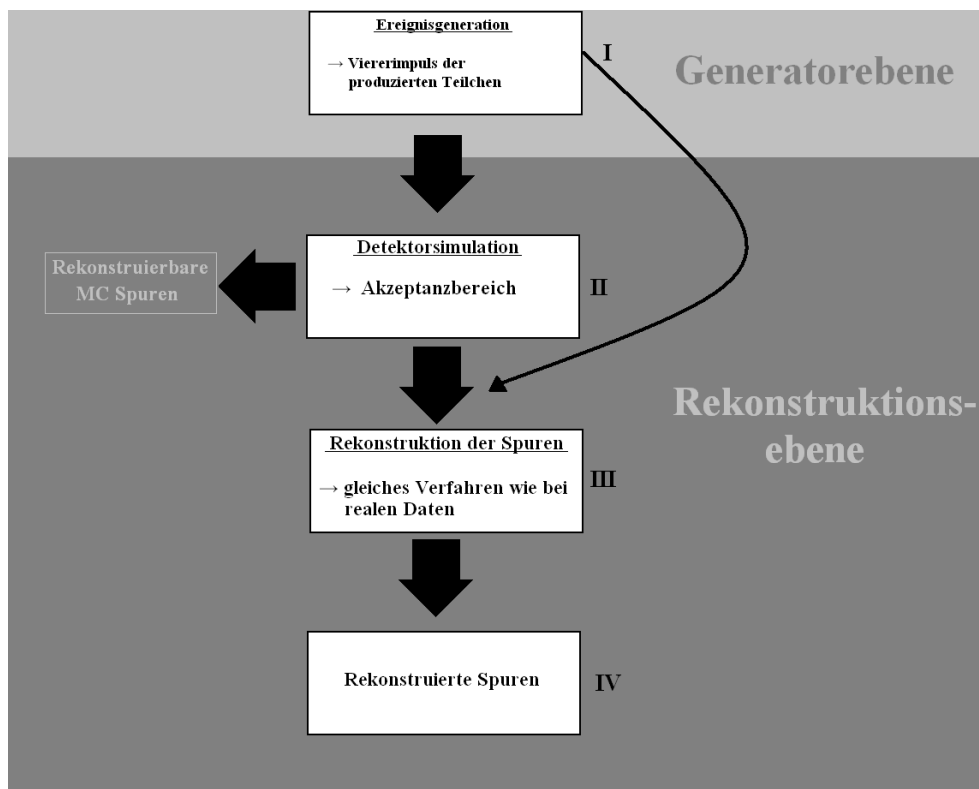 Ereignisgeneration
→ Viererimpuls der
produzierten Teilchen
I
Generatorebene
Detektorsimulation
→ Akzeptanzbereich
II
Rekonstruierbare
MC Spuren
Rekonstruktions-
ebene
Rekonstruktion der Spuren
→ gleiches Verfahren wie bei
realen Daten
III
Rekonstruierte Spuren
IV